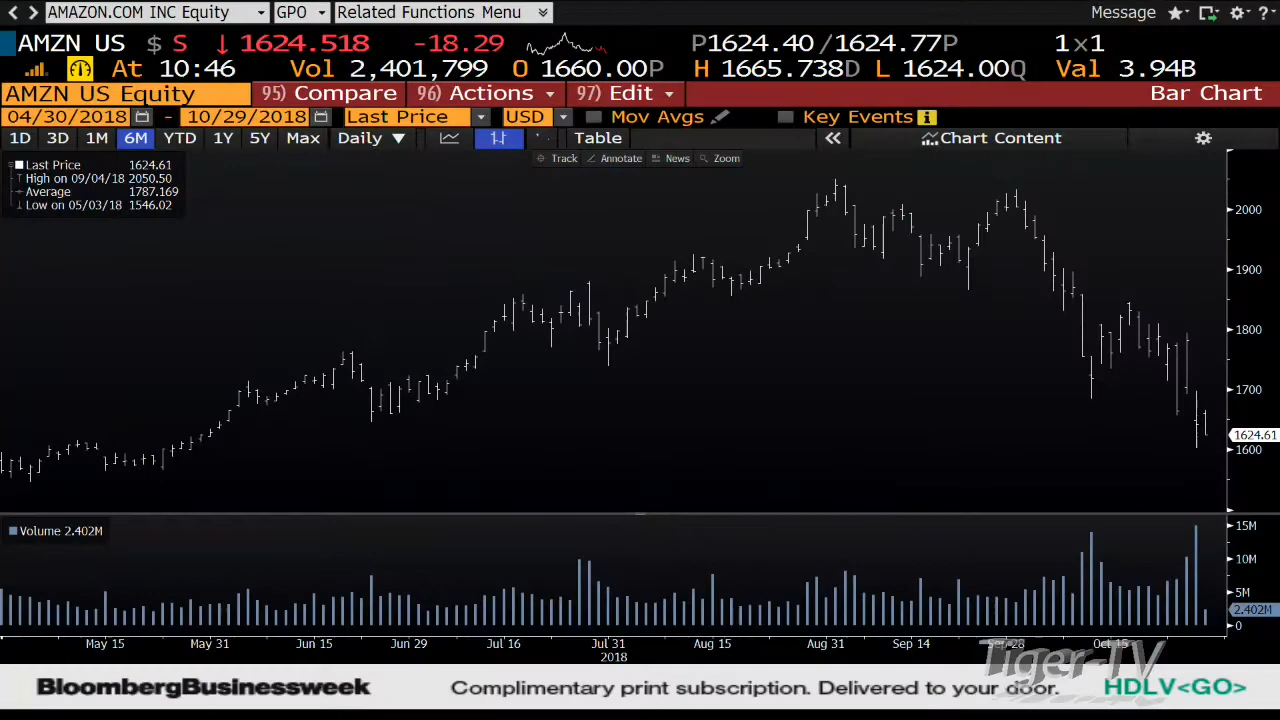 AMAZON.COM INC Equity GPO Related Functions Menu Message ?
AMZN US $ S ↓ 1624.518 -18.29 P1624.40/1624.77P 1x1
At 10:46 Vol 2,401,799 O 1660.00P H 1665.738D L 1624.00Q Val 3.94B
AMZN US Equity 95) Compare 96) Actions 97) Edit Bar Chart
04/30/2018 - 10/29/2018 Last Price USD Mov Avgs Key Events
1D 3D 1M 6M YTD 1Y 5Y Max Daily Table Chart Content
Track Annotate News Zoom
Last Price 1624.61
High on 09/04/18 2050.50
Average 1787.169
Low on 05/03/18 1546.02
2000
1900
1800
1700
1624.61
1600
Volume 2.402M
15M
10M
5M
2.402M
0
May 15 May 31 Jun 15 Jun 29 Jul 16 Jul 31 Aug 15 Aug 31 Sep 14 Sep 28 Oct 15
2018
Tiger-TV
BloombergBusinessweek Complimentary print subscription. Delivered to your door. HDLV<GO>